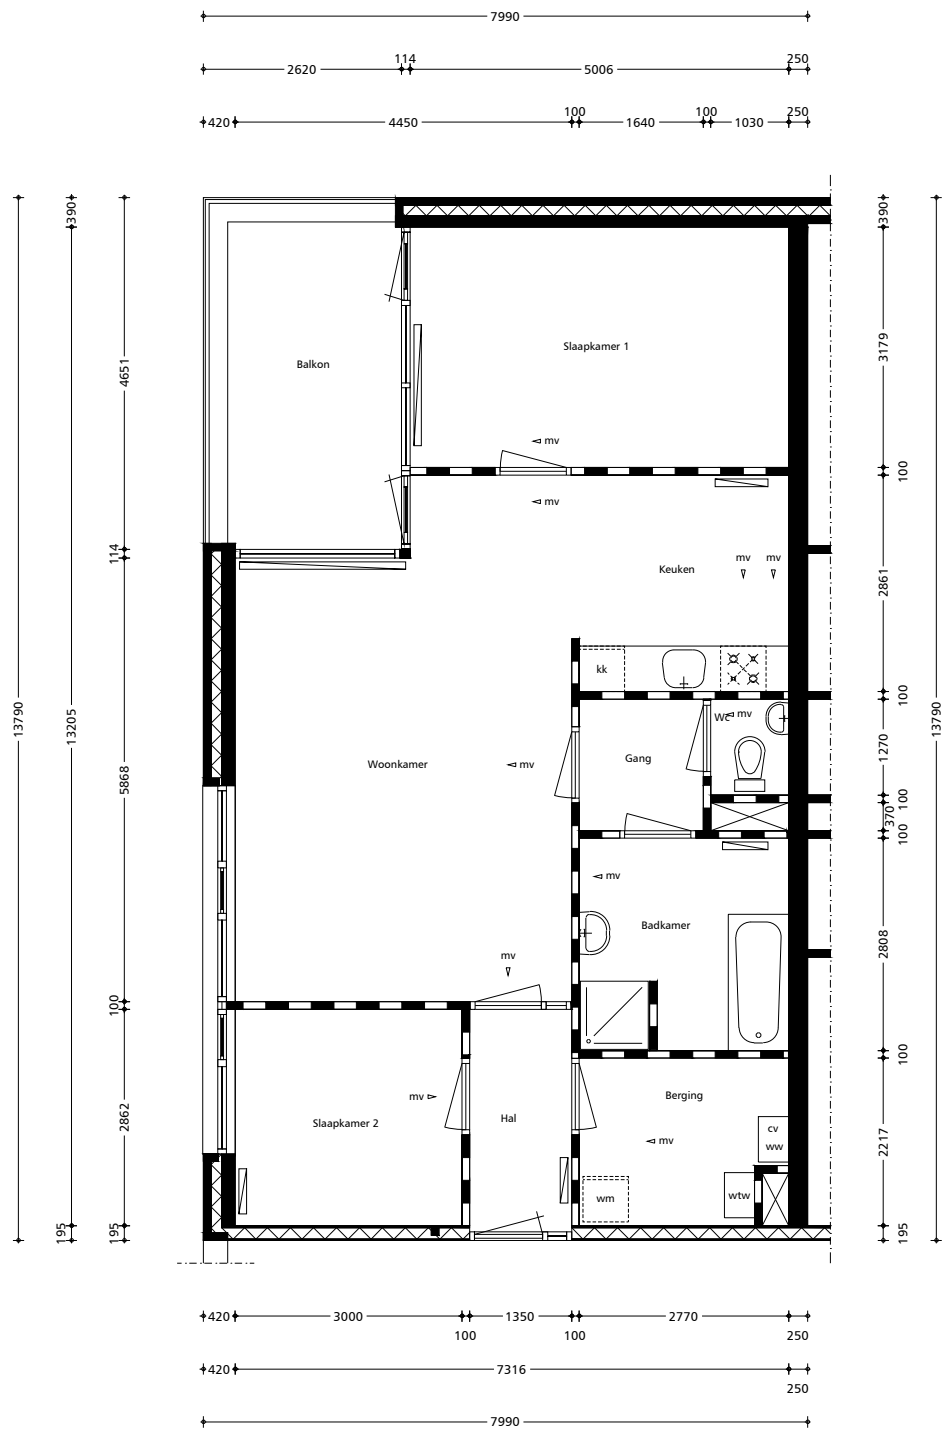 7990
114
250
2620
5006
100
100
250
420
4450
1640
1030
390
390
4651
3179
Slaapkamer 1
Balkon
mv
100
mv
114
mv
mv
Keuken
2861
kk
100
13790
13205
13790
Wc
mv
Gang
1270
Woonkamer
mv
5868
100
370
100
mv
Badkamer
2808
mv
100
100
mv
Berging
Slaapkamer 2
Hal
2862
cv
ww
mv
2217
wm
wtw
195
195
195
420
3000
1350
2770
100
100
250
420
7316
250
7990